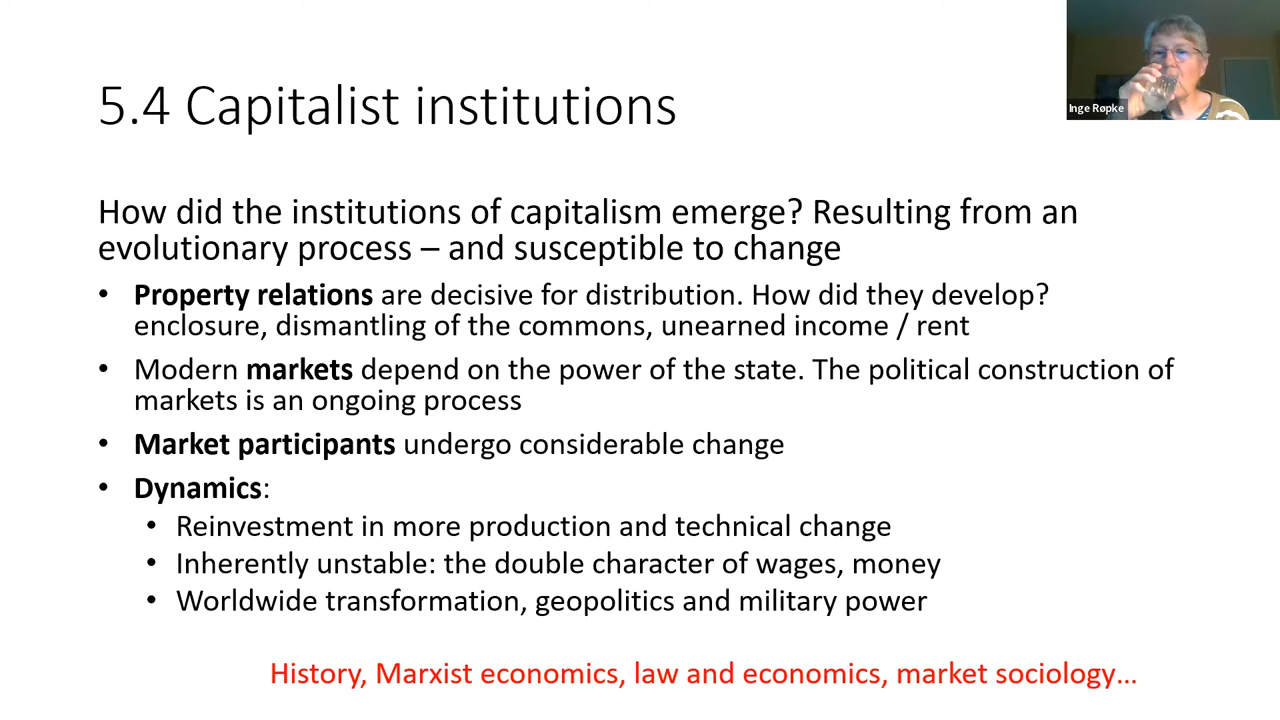 Inge Røpke
5.4 Capitalist institutions
How did the institutions of capitalism emerge? Resulting from an
evolutionary process – and susceptible to change
• Property relations are decisive for distribution. How did they develop?
enclosure, dismantling of the commons, unearned income / rent
• Modern markets depend on the power of the state. The political construction of
markets is an ongoing process
• Market participants undergo considerable change
• Dynamics:
• Reinvestment in more production and technical change
• Inherently unstable: the double character of wages, money
• Worldwide transformation, geopolitics and military power
History, Marxist economics, law and economics, market sociology…